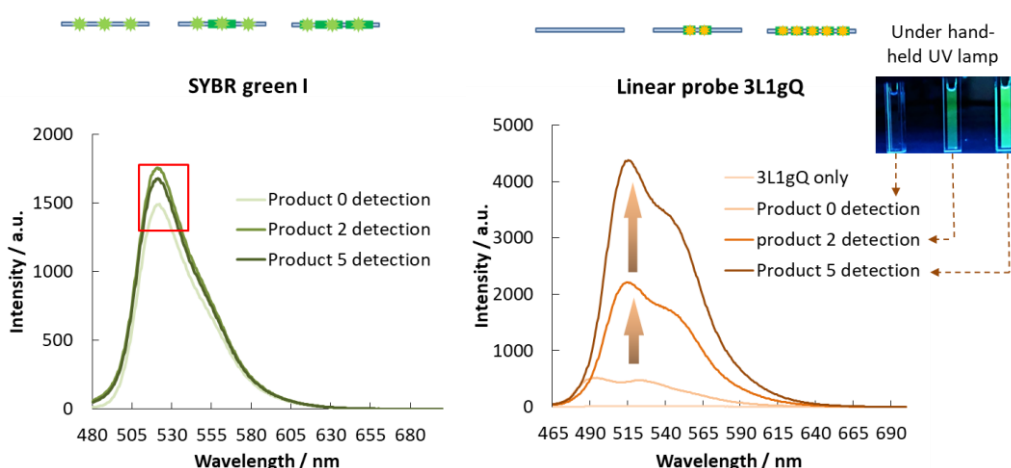 Under hand-
held UV lamp
SYBR green I
Linear probe 3L1gQ
2000
1500
1000
500
0
Intensity / a.u.
480 505 530 555 580 605 630 655 680
Wavelength / nm
Product 0 detection
Product 2 detection
Product 5 detection
5000
4000
3000
2000
1000
0
Intensity / a.u.
465 490 515 540 565 590 615 640 665 690
Wavelength / nm
3L1gQ only
Product 0 detection
product 2 detection
Product 5 detection